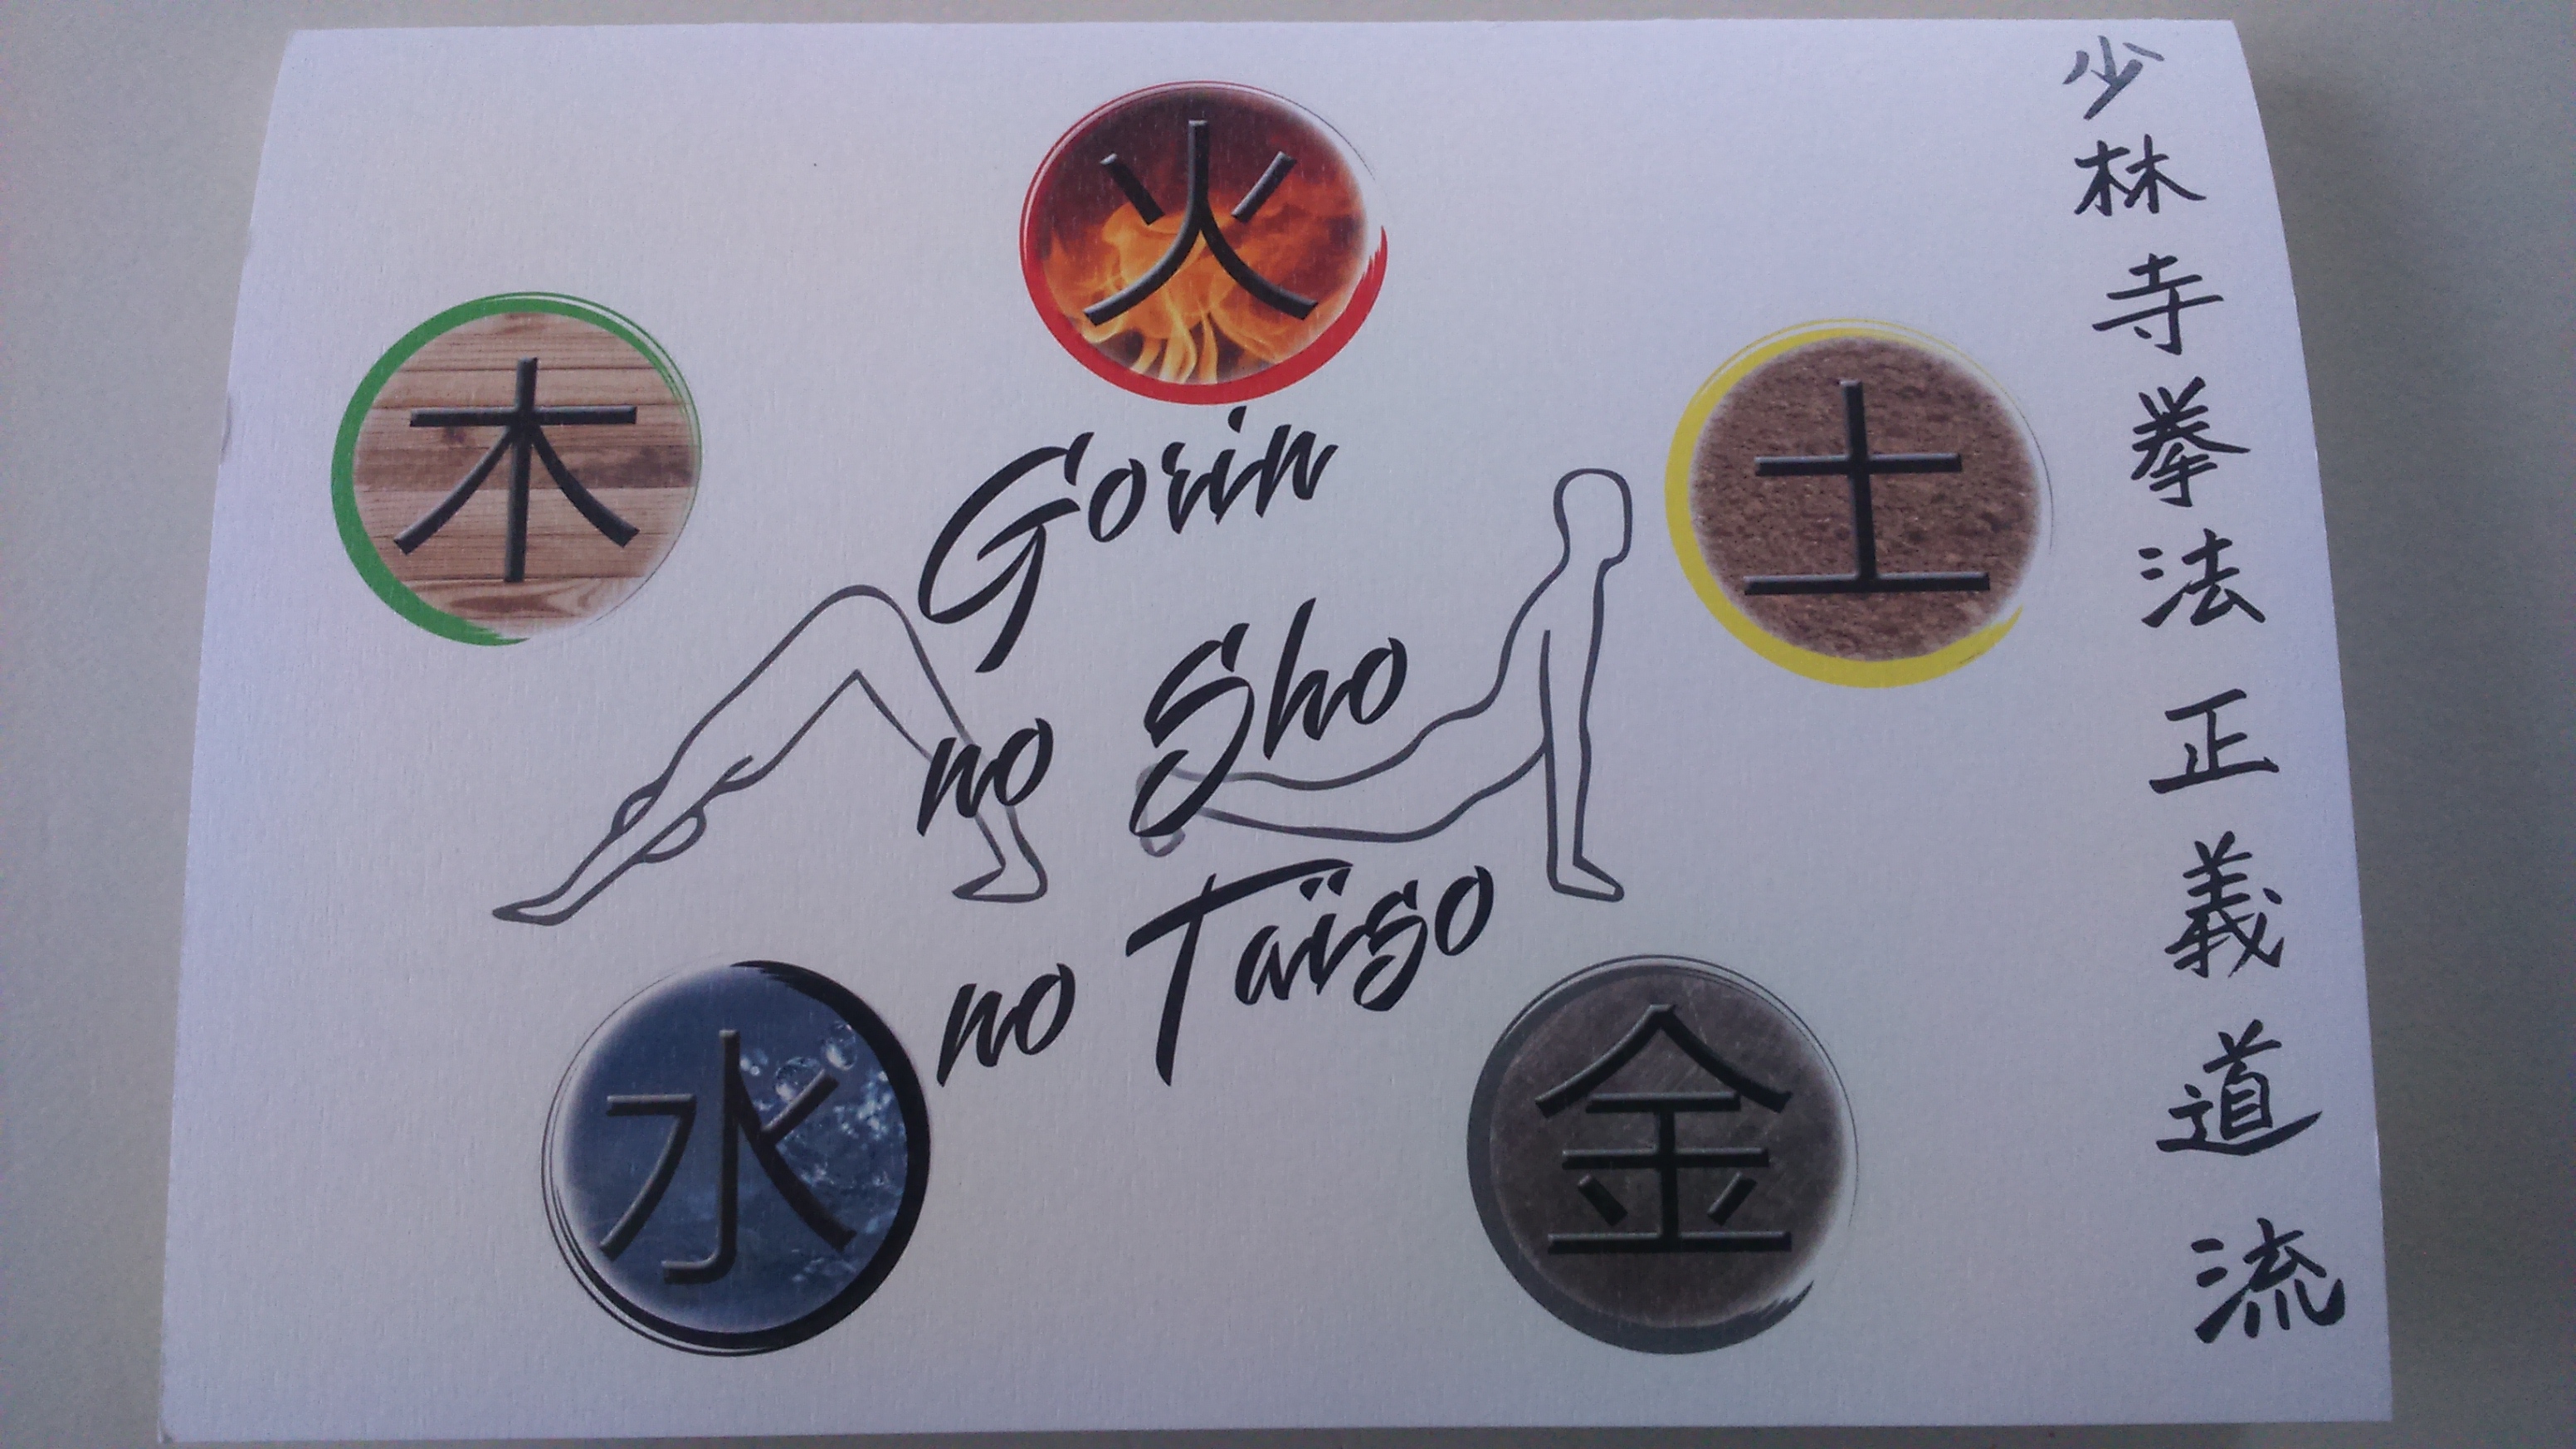 火
木
土
Gorin
no Sho
no Taïso
水
金
少林寺拳法正義道流